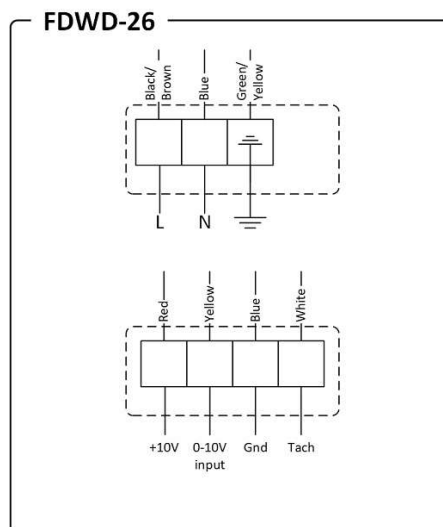 FDWD-26
Black/
Brown
Blue
Green/
Yellow
L
N
Red
Yellow
Blue
White
+10V
0-10V
input
Gnd
Tach